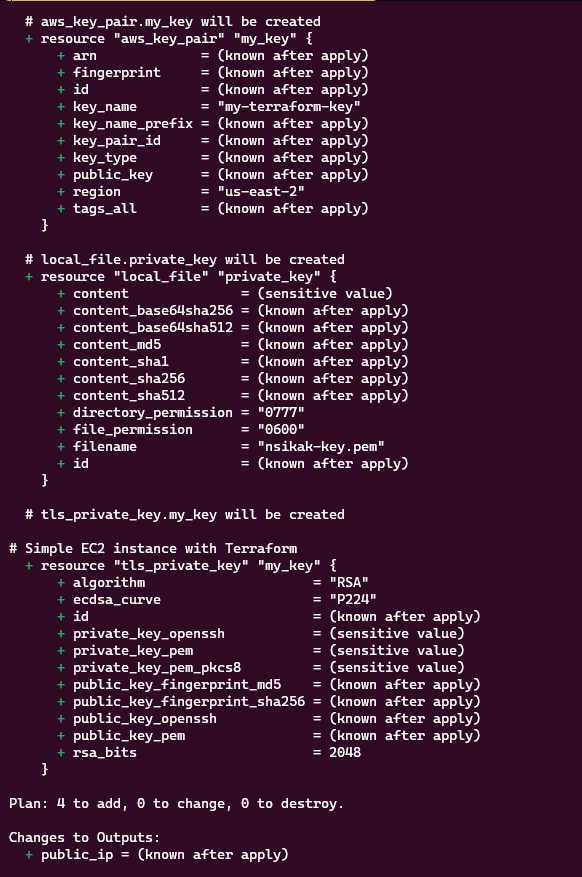 # aws_key_pair.my_key will be created
+ resource "aws_key_pair" "my_key" {
+ arn = (known after apply)
+ fingerprint = (known after apply)
+ id = (known after apply)
+ key_name = "my-terraform-key"
+ key_name_prefix = (known after apply)
+ key_pair_id = (known after apply)
+ key_type = (known after apply)
+ public_key = (known after apply)
+ region = "us-east-2"
+ tags_all = (known after apply)
}
# local_file.private_key will be created
+ resource "local_file" "private_key" {
+ content = (sensitive value)
+ content_base64sha256 = (known after apply)
+ content_base64sha512 = (known after apply)
+ content_md5 = (known after apply)
+ content_sha1 = (known after apply)
+ content_sha256 = (known after apply)
+ content_sha512 = (known after apply)
+ directory_permission = "0777"
+ file_permission = "0600"
+ filename = "nsikak-key.pem"
+ id = (known after apply)
}
# tls_private_key.my_key will be created
# Simple EC2 instance with Terraform
+ resource "tls_private_key" "my_key" {
+ algorithm = "RSA"
+ ecdsa_curve = "P224"
+ id = (known after apply)
+ private_key_openssh = (sensitive value)
+ private_key_pem = (sensitive value)
+ private_key_pem_pkcs8 = (sensitive value)
+ public_key_fingerprint_md5 = (known after apply)
+ public_key_fingerprint_sha256 = (known after apply)
+ public_key_openssh = (known after apply)
+ public_key_pem = (known after apply)
+ rsa_bits = 2048
}
Plan: 4 to add, 0 to change, 0 to destroy.
Changes to Outputs:
+ public_ip = (known after apply)